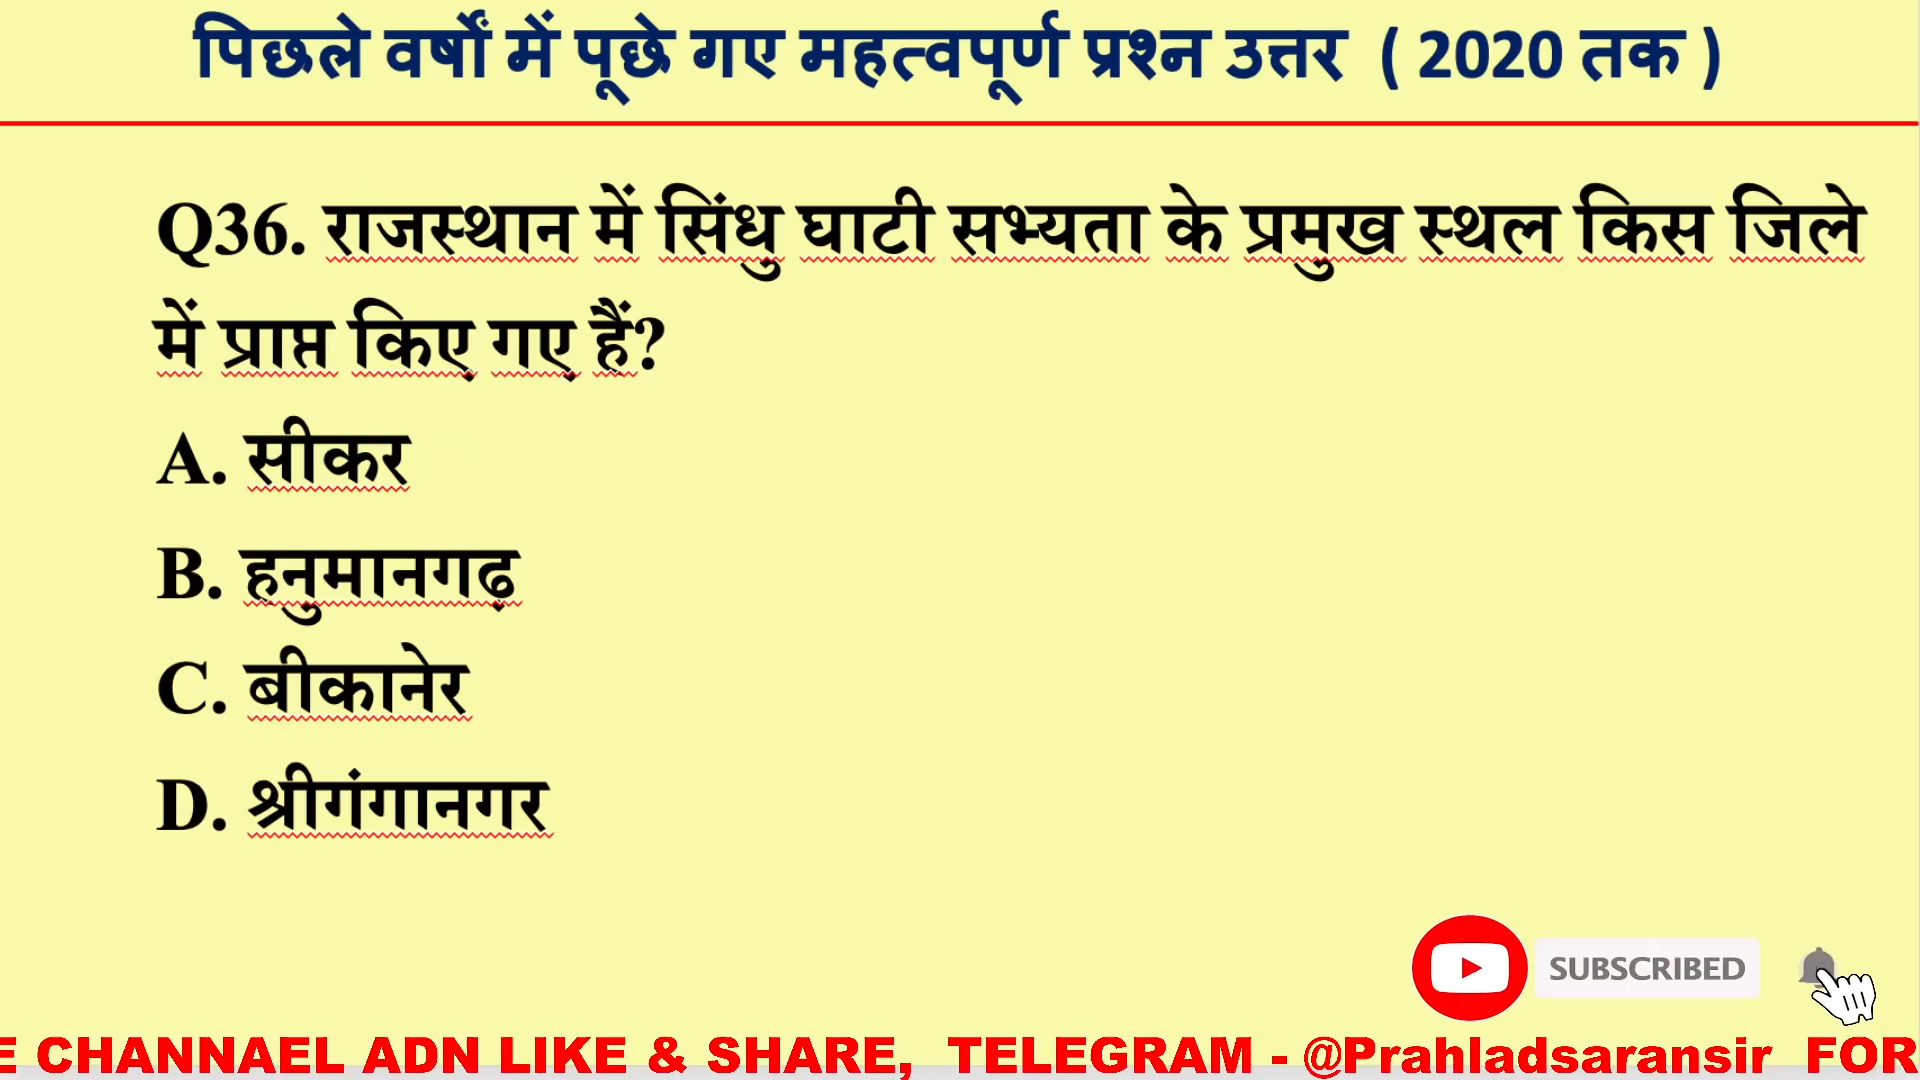 पिछले वर्षों में पूछे गए महत्वपूर्ण प्रश्न उत्तर ( 2020 तक )
Q36. राजस्थान में सिंधु घाटी सभ्यता के प्रमुख स्थल किस जिले
में प्राप्त किए गए हैं?
A. सीकर
B. हनुमानगढ़
C. बीकानेर
D. श्रीगंगानगर
SUBSCRIBED
E CHANNAEL ADN LIKE & SHARE, TELEGRAM - @Prahladsaransir FOR